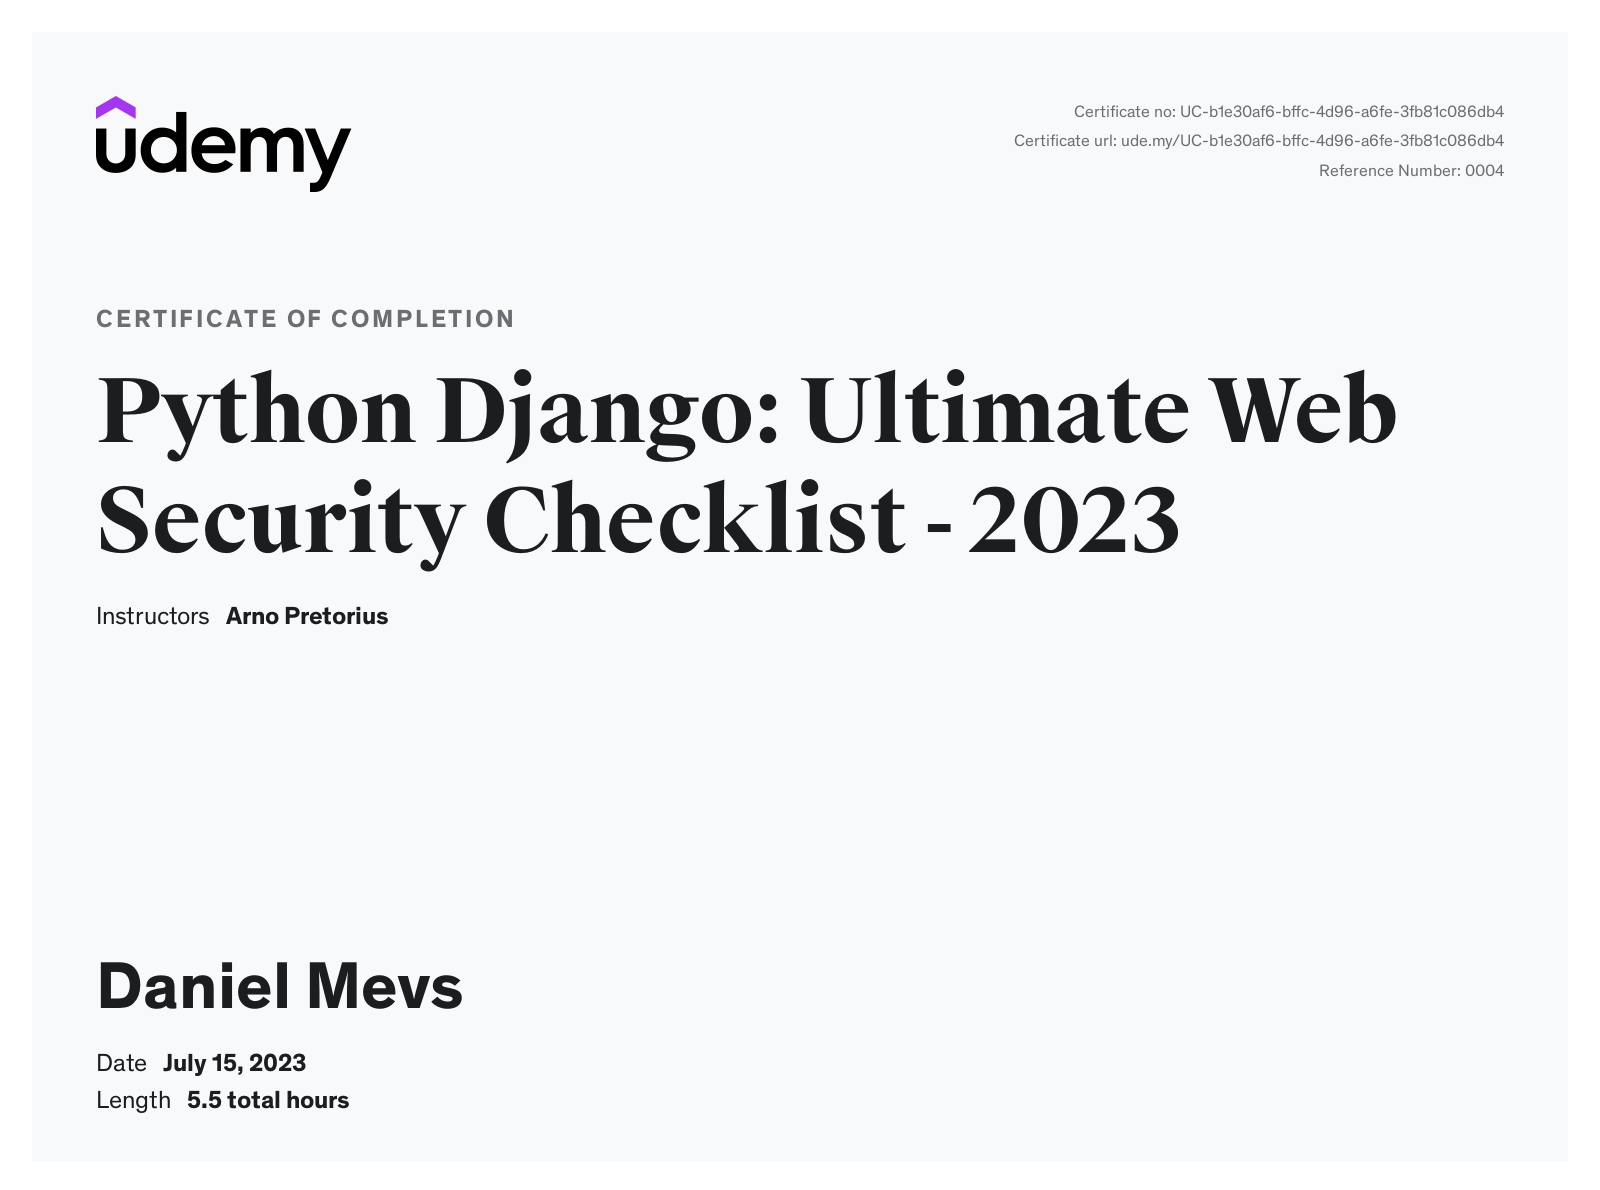 udemy
Certificate no: UC-b1e30af6-bffc-4d96-a6fe-3fb81c086db4
Certificate url: ude.my/UC-b1e30af6-bffc-4d96-a6fe-3fb81c086db4
Reference Number: 0004
CERTIFICATE OF COMPLETION
Python Django: Ultimate Web
Security Checklist - 2023
Instructors Arno Pretorius
Daniel Mevs
Date July 15, 2023
Length 5.5 total hours